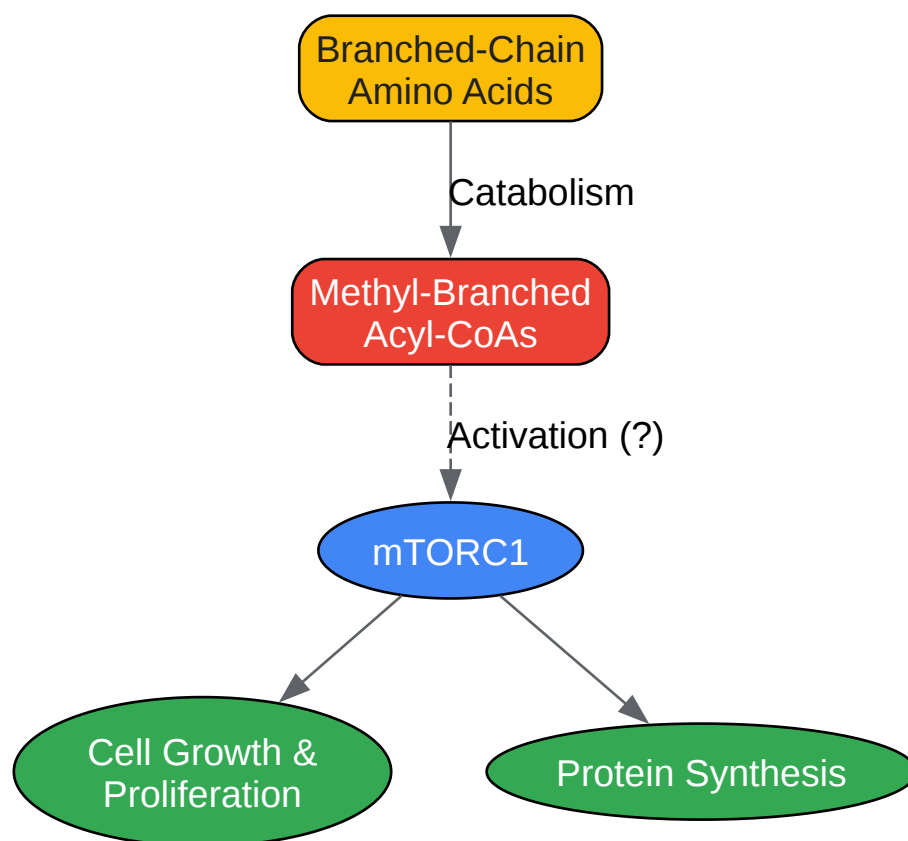 Branched-Chain
Amino Acids
Catabolism
Methyl-Branched
Acyl-CoAs
Activation (?)
mTORC1
Cell Growth &
Proliferation
Protein Synthesis